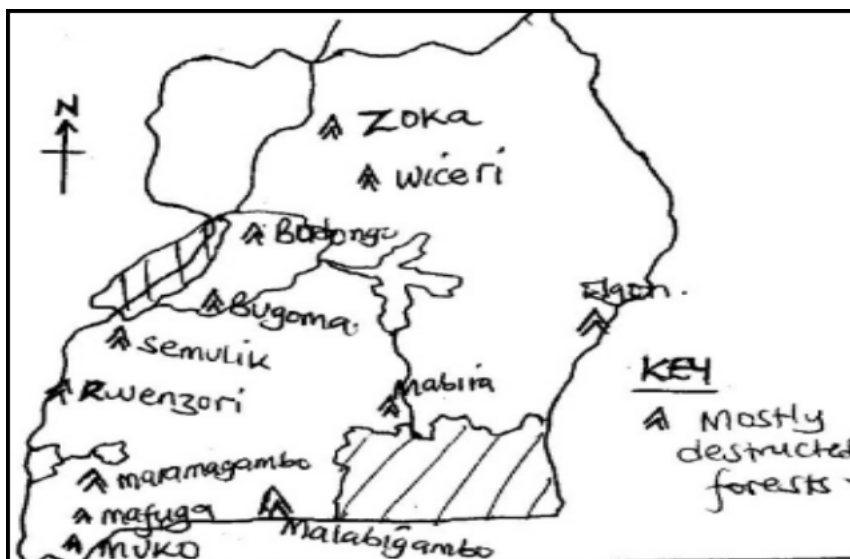 N
Zoka
Wiceri
Budongo
Bugoma
Elgon.
Semulik
Rwenzori
Mabira
KEY
Mostly
destructed
forests
maramagambo
mafuga
MUKO
Malabigambo